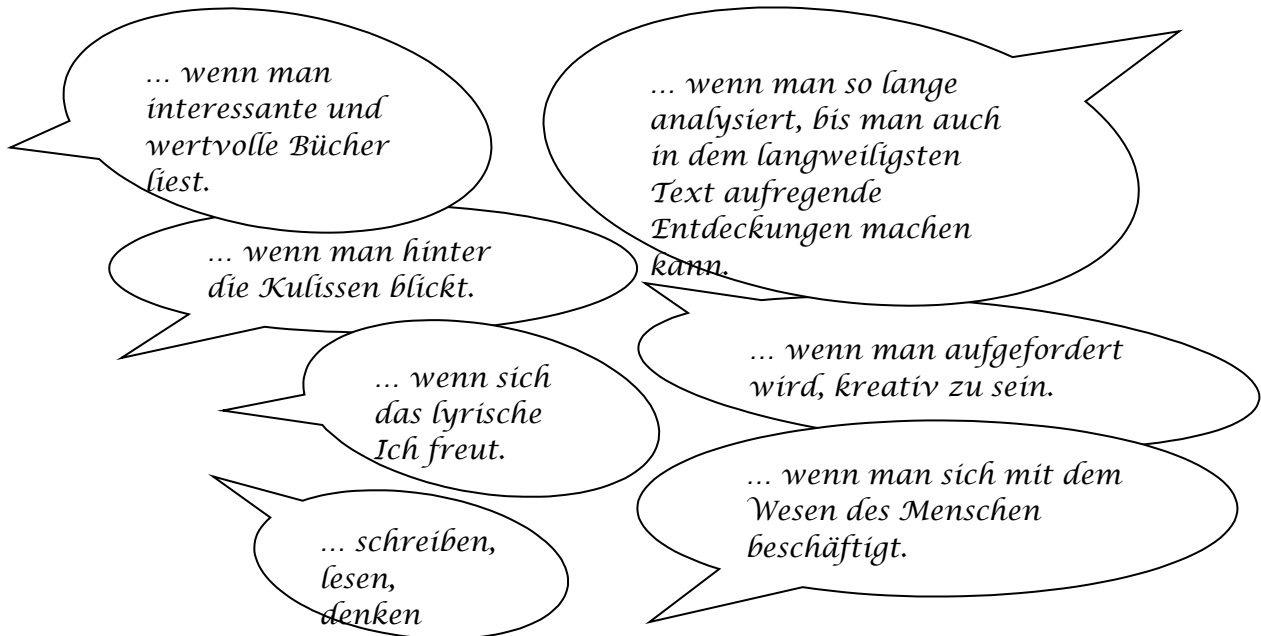 … wenn man
interessante und
wertvolle Bücher
liest.
… wenn man so lange
analysiert, bis man auch
in dem langweiligsten
Text aufregende
Entdeckungen machen
kann.
… wenn man hinter
die Kulissen blickt.
… wenn man aufgefordert
wird, kreativ zu sein.
… wenn sich
das lyrische
Ich freut.
… wenn man sich mit dem
Wesen des Menschen
beschäftigt.
… schreiben,
lesen,
denken